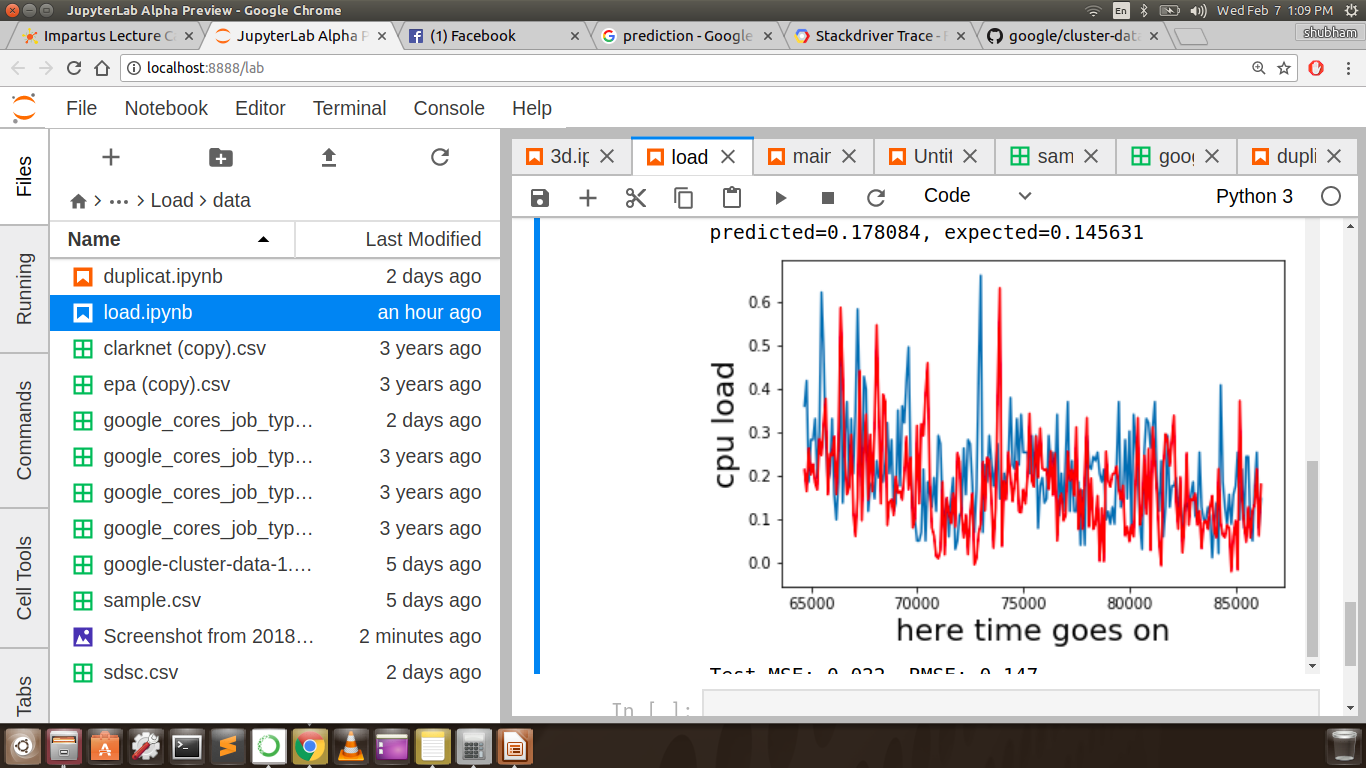 JupyterLab Alpha Preview - Google Chrome
En
Wed Feb 7 1:09 PM
Impartus Lecture C
JupyterLab Alpha P
(1) Facebook
prediction - Google
Stackdriver Trace -
google/cluster-dat
shubham
localhost:8888/lab
File Notebook Editor Terminal Console Help
Files
Running
Commands
Cell Tools
Tabs
… > Load > data
Name Last Modified
duplicat.ipynb 2 days ago
load.ipynb an hour ago
clarknet (copy).csv 3 years ago
epa (copy).csv 3 years ago
google_cores_job_typ… 2 days ago
google_cores_job_typ… 3 years ago
google_cores_job_typ… 3 years ago
google_cores_job_typ… 3 years ago
google-cluster-data-1.… 5 days ago
sample.csv 5 days ago
Screenshot from 2018… 2 minutes ago
sdsc.csv 2 days ago
3d.ip load main Untit sam goog dupli
Code Python 3
predicted=0.178084, expected=0.145631
0.6
0.5
0.4
0.3
0.2
0.1
0.0
cpu load
65000 70000 75000 80000 85000
here time goes on
Test MSE: 0.022, RMSE: 0.147
In [ ]: